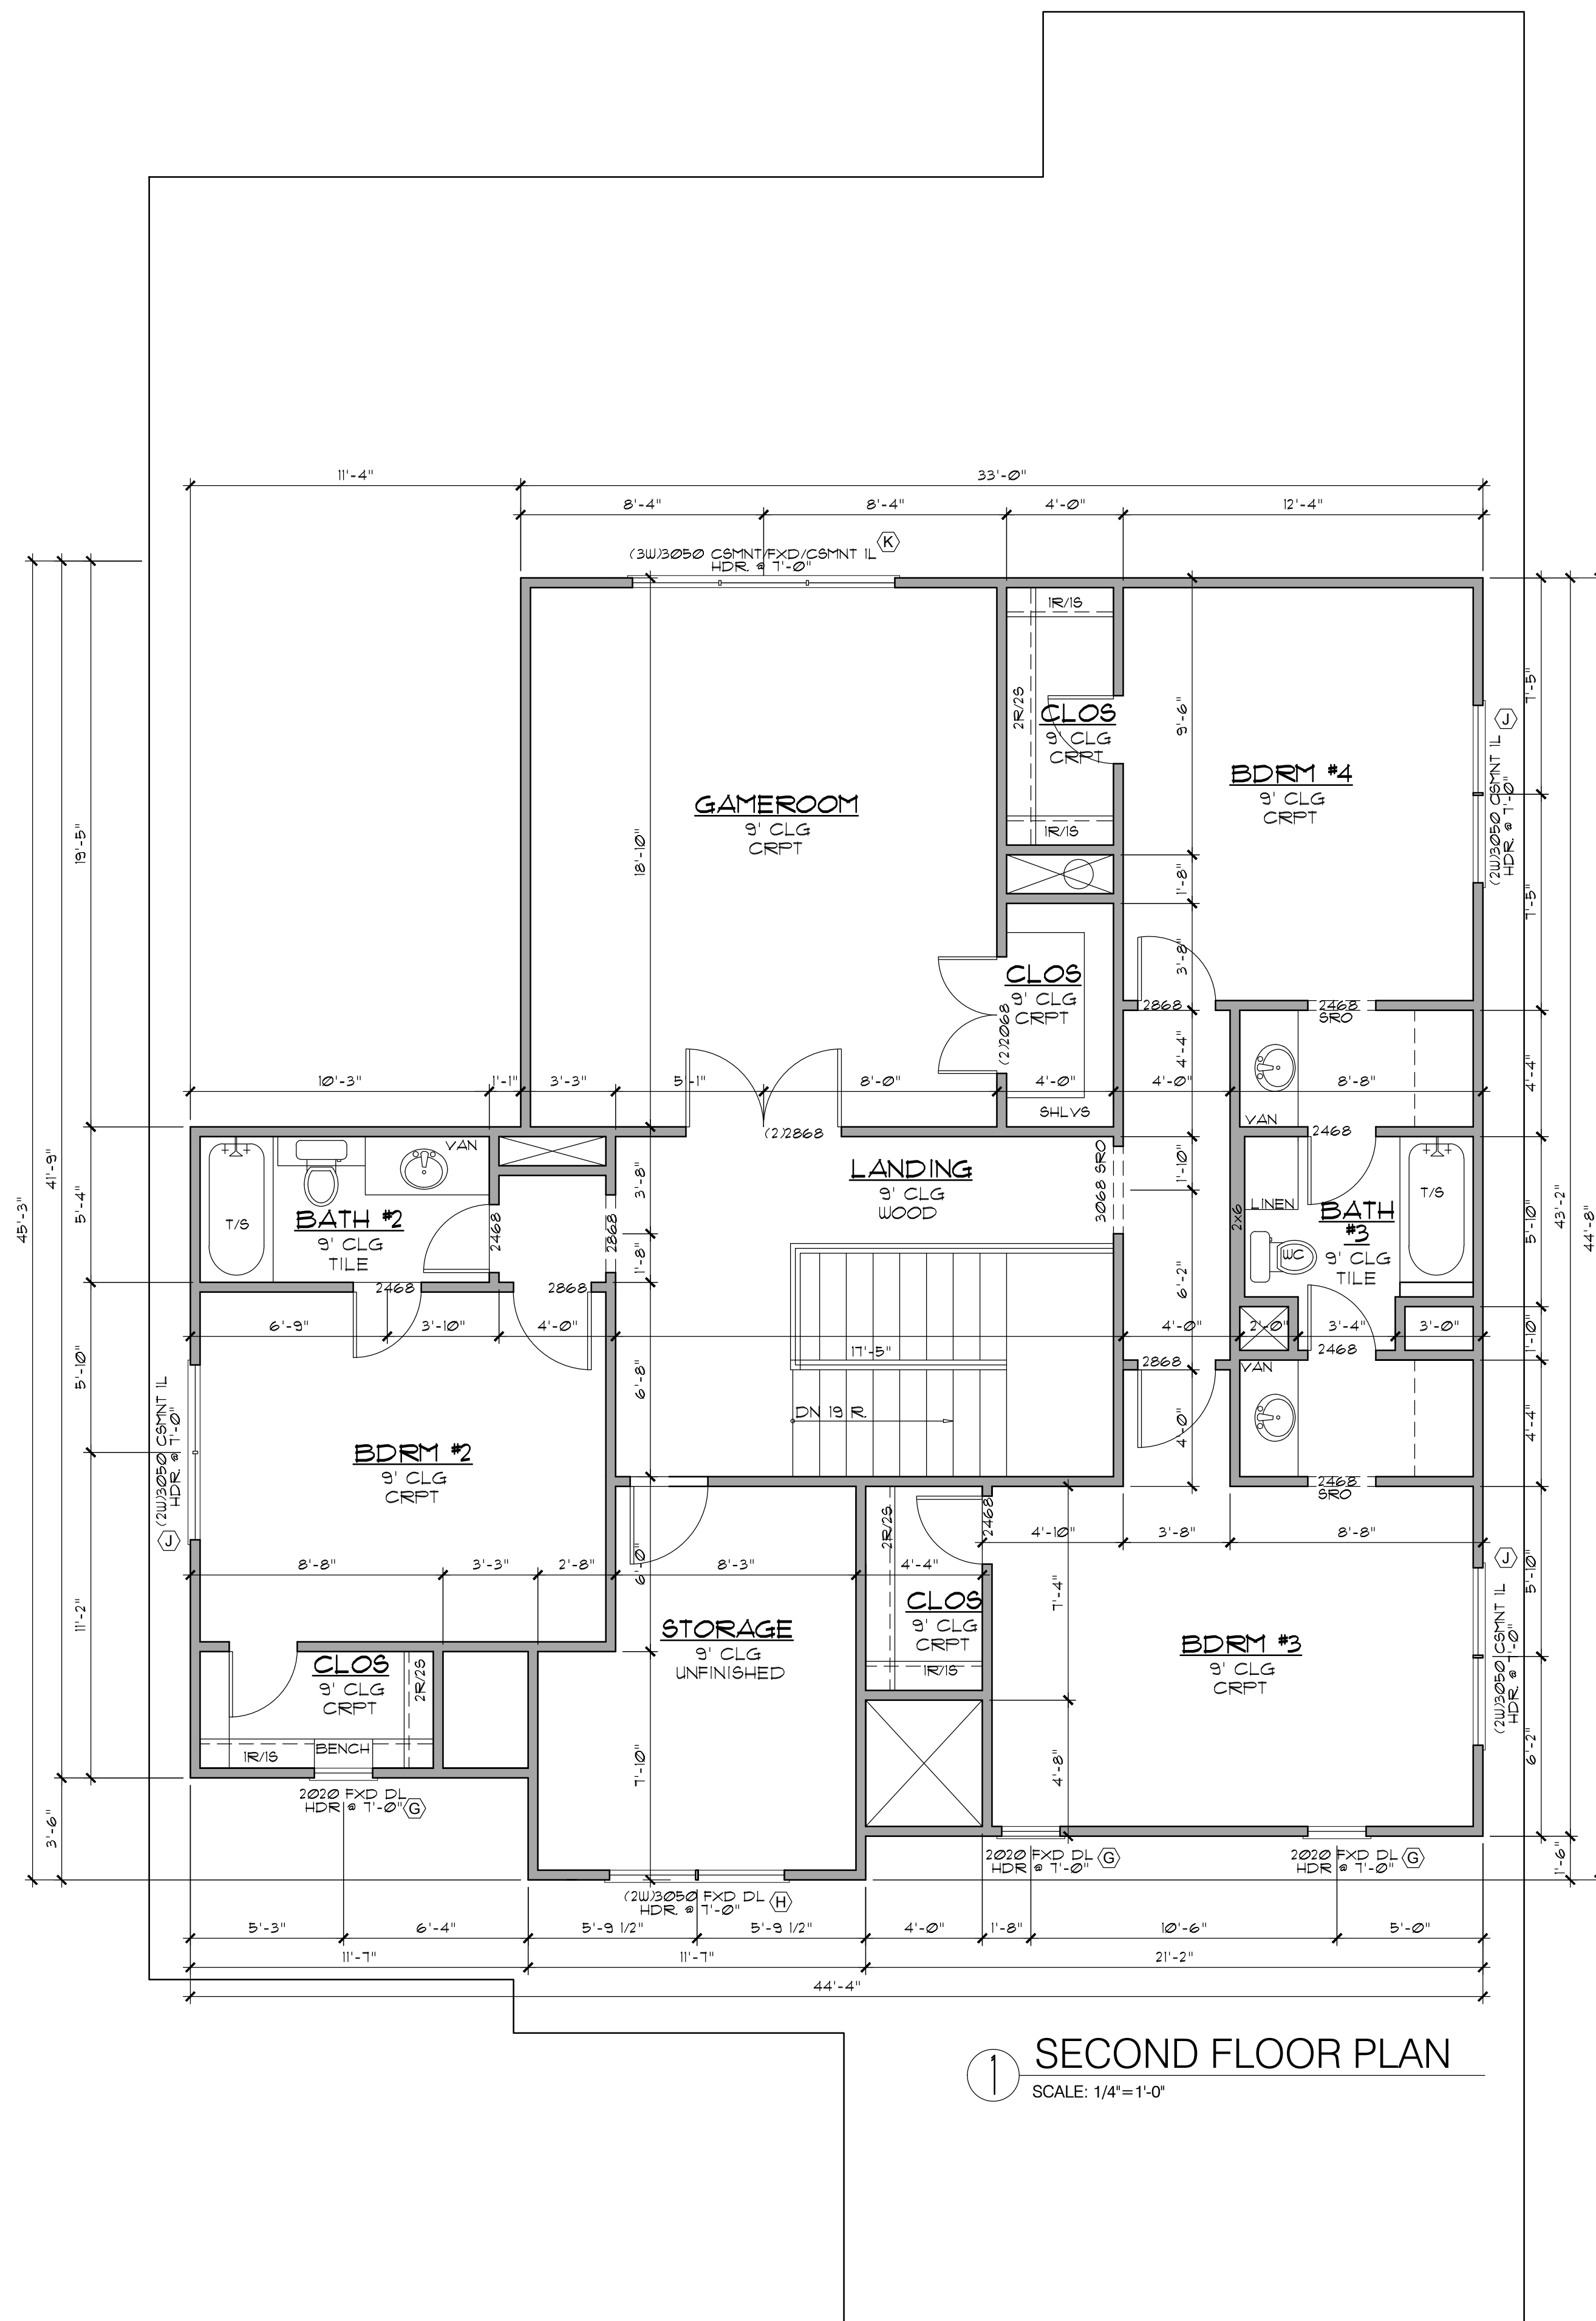 11'-4"
33'-0"
8'-4"
8'-4"
4'-0"
12'-4"
(3W)3050 CSMNT/FXD/CSMNT 1L
HDR. @ 7'-0"
K
1R/1S
2R/2S
CLOS
9' CLG
CRPT
1R/1S
9'-6"
7'-5"
BDRM #4
9' CLG
CRPT
J
(2W)3050 CSMNT 1L
HDR. @ 7'-0"
GAMEROOM
9' CLG
CRPT
18'-10"
19'-5"
1'-8"
7'-5"
3'-8"
CLOS
9' CLG
CRPT
(2)2068
2868
2468
SRO
4'-4"
4'-4"
10'-3"
1'-1"
3'-3"
5'-1"
8'-0"
4'-0"
4'-0"
8'-8"
SHLVS
VAN
(2)2868
2468
VAN
T/S
BATH #2
9' CLG
TILE
2468
2868
3'-8"
1'-8"
LANDING
9' CLG
WOOD
3068 SRO
1'-10"
2x6
LINEN
BATH
#3
9' CLG
TILE
WC
T/S
5'-10"
43'-2"
44'-8"
45'-3"
41'-9"
5'-4"
6'-2"
2468
2868
6'-9"
3'-10"
4'-0"
17'-5"
4'-0"
2'-0"
3'-4"
3'-0"
1'-10"
5'-10"
6'-8"
2868
2468
VAN
DN 19 R.
4'-0"
4'-4"
(2W)3050 CSMNT 1L
HDR. @ 7'-0"
J
BDRM #2
9' CLG
CRPT
2468
SRO
2R/2S
2468
4'-10"
3'-8"
8'-8"
8'-8"
3'-3"
2'-8"
6'-0"
8'-3"
4'-4"
7'-4"
5'-10"
J
11'-2"
CLOS
9' CLG
CRPT
STORAGE
9' CLG
UNFINISHED
1R/1S
BDRM #3
9' CLG
CRPT
(2W)3050 CSMNT 1L
HDR. @ 7'-0"
CLOS
9' CLG
CRPT
2R/2S
1R/1S
BENCH
7'-10"
4'-8"
6'-2"
2020 FXD DL
HDR @ 7'-0"
G
3'-6"
2020 FXD DL
HDR @ 7'-0"
G
2020 FXD DL
HDR @ 7'-0"
G
1'-6"
(2W)3050 FXD DL
HDR. @ 7'-0"
H
5'-3"
6'-4"
5'-9 1/2"
5'-9 1/2"
4'-0"
1'-8"
10'-6"
5'-0"
11'-7"
11'-7"
21'-2"
44'-4"
1
SECOND FLOOR PLAN
SCALE: 1/4"=1'-0"